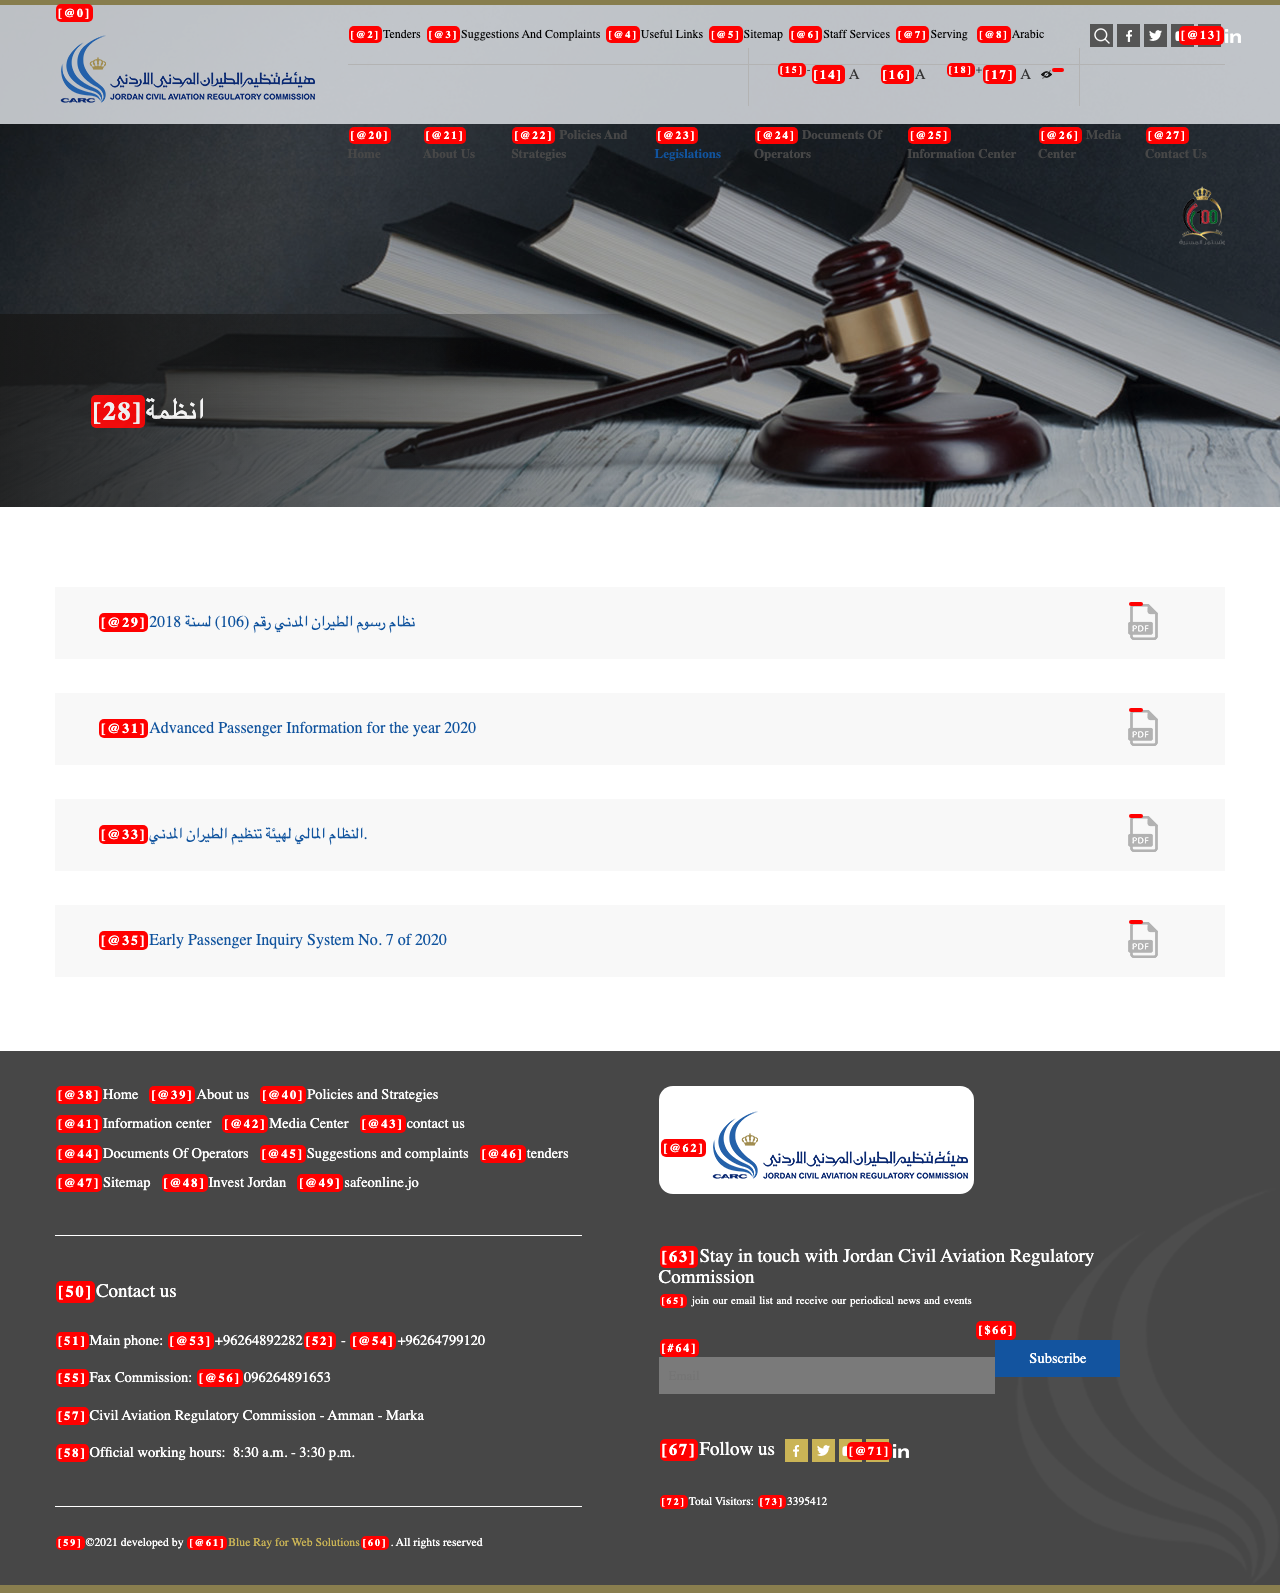 [@0]
هيئة تنظيم الطيران المدني الاردني
CARC JORDAN CIVIL AVIATION REGULATORY COMMISSION
[@2] Tenders [@3] Suggestions And Complaints [@4] Useful Links [@5] Sitemap [@6] Staff Services [@7] Serving [@8] Arabic [@13]
[15] - [14] A [16] A [18] + [17] A
[@20] Home
[@21] About Us
[@22] Policies And Strategies
[@23] Legislations
[@24] Documents Of Operators
[@25] Information Center
[@26] Media Center
[@27] Contact Us
100
[28] انظمة
[@29] نظام رسوم الطيران المدني رقم (106) لسنة 2018
PDF
[@31] Advanced Passenger Information for the year 2020
PDF
[@33] النظام المالي لهيئة تنظيم الطيران المدني.
PDF
[@35] Early Passenger Inquiry System No. 7 of 2020
PDF
[@38] Home [@39] About us [@40] Policies and Strategies
[@41] Information center [@42] Media Center [@43] contact us
[@44] Documents Of Operators [@45] Suggestions and complaints [@46] tenders
[@47] Sitemap [@48] Invest Jordan [@49] safeonline.jo
[50] Contact us
[51] Main phone: [@53] +96264892282 [52] - [@54] +96264799120
[55] Fax Commission: [@56] 096264891653
[57] Civil Aviation Regulatory Commission - Amman - Marka
[58] Official working hours: 8:30 a.m. - 3:30 p.m.
[59] ©2021 developed by [@61] Blue Ray for Web Solutions [60] . All rights reserved
[@62]
هيئة تنظيم الطيران المدني الاردني
CARC JORDAN CIVIL AVIATION REGULATORY COMMISSION
[63] Stay in touch with Jordan Civil Aviation Regulatory
Commission
[65] join our email list and receive our periodical news and events
[#64]
[$66]
Subscribe
[67] Follow us [@71]
[72] Total Visitors: [73] 3395412